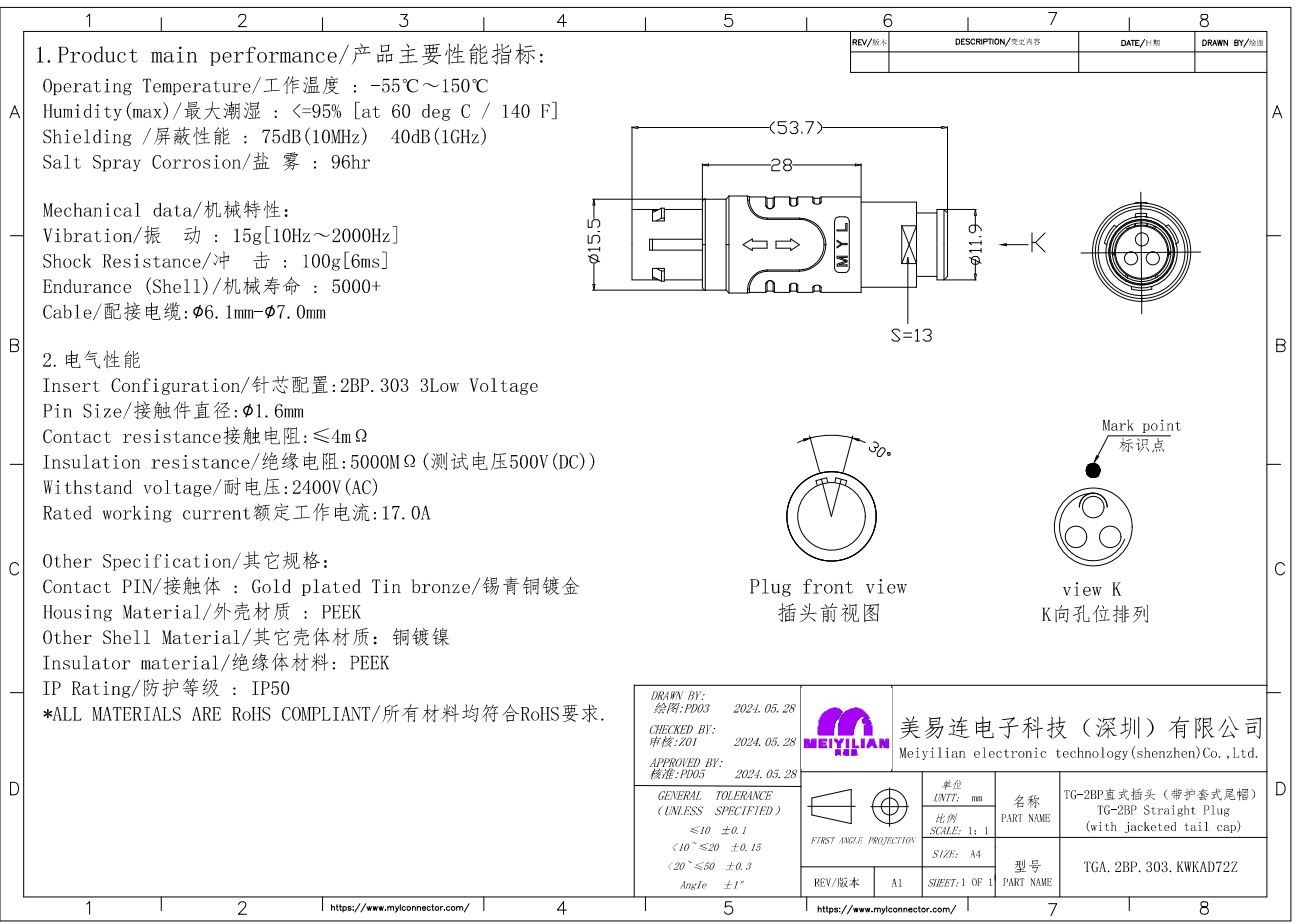 1 2 3 4 5 6 7 8
REV/版本 DESCRIPTION/变更内容 DATE/日期 DRAWN BY/绘图
1.Product main performance/产品主要性能指标:
Operating Temperature/工作温度 : -55℃～150℃
Humidity(max)/最大潮湿 : <=95% [at 60 deg C / 140 F]
Shielding /屏蔽性能 : 75dB(10MHz) 40dB(1GHz)
Salt Spray Corrosion/盐 雾 : 96hr
Mechanical data/机械特性:
Vibration/振 动 : 15g[10Hz～2000Hz]
Shock Resistance/冲 击 : 100g[6ms]
Endurance (Shell)/机械寿命 : 5000+
Cable/配接电缆:Φ6.1mm-Φ7.0mm
2.电气性能
Insert Configuration/针芯配置:2BP.303 3Low Voltage
Pin Size/接触件直径:Φ1.6mm
Contact resistance接触电阻:≤4mΩ
Insulation resistance/绝缘电阻:5000MΩ(测试电压500V(DC))
Withstand voltage/耐电压:2400V(AC)
Rated working current额定工作电流:17.0A
Other Specification/其它规格:
Contact PIN/接触体 : Gold plated Tin bronze/锡青铜镀金
Housing Material/外壳材质 : PEEK
Other Shell Material/其它壳体材质: 铜镀镍
Insulator material/绝缘体材料: PEEK
IP Rating/防护等级 : IP50
*ALL MATERIALS ARE RoHS COMPLIANT/所有材料均符合RoHS要求.
A
B
C
D
A
B
C
D
(53.7)
28
Ø15.5
MYL
Ø11.9
K
S=13
30°
Plug front view
插头前视图
Mark point
标识点
view K
K向孔位排列
DRAWN BY:
绘图:PD03 2024.05.28
CHECKED BY:
审核:Z01 2024.05.28
APPROVED BY:
核准:PD05 2024.05.28
GENERAL TOLERANCE
(UNLESS SPECIFIED)
≤10 ±0.1
<10~≤20 ±0.15
<20~≤50 ±0.3
Angle ±1°
MEIYILIAN
美易连
美易连电子科技（深圳）有限公司
Meiyilian electronic technology(shenzhen)Co.,Ltd.
FIRST ANGLE PROJECTION
REV/版本 A1
单位
UNTT: mm
比例
SCALE: 1: 1
SIZE: A4
SHEET:1 OF 1
名称
PART NAME
TG-2BP直式插头（带护套式尾帽）
TG-2BP Straight Plug
(with jacketed tail cap)
型号
PART NAME
TGA.2BP.303.KWKAD72Z
1 2 https://www.mylconnector.com/ 4 5 https://www.mylconnector.com/ 7 8